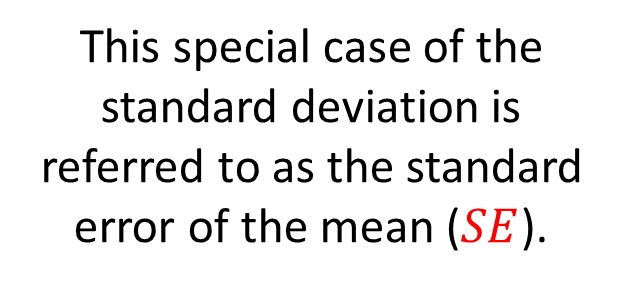 This special case of the
standard deviation is
referred to as the standard
error of the mean (SE).